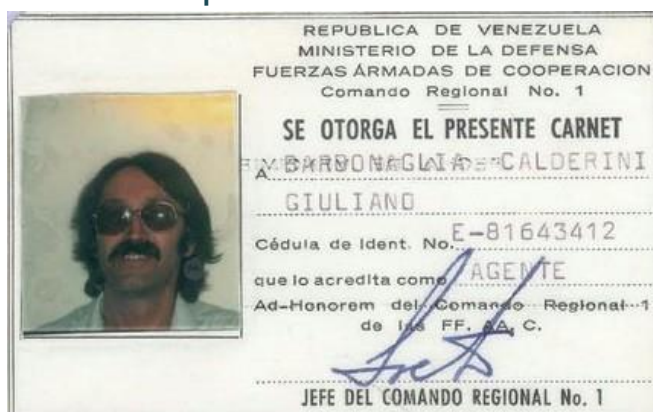 REPUBLICA DE VENEZUELA
MINISTERIO DE LA DEFENSA
FUERZAS ARMADAS DE COOPERACION
Comando Regional No. 1
SE OTORGA EL PRESENTE CARNET
A BARBONAGLIA-CALDERINI
GIULIANO
Cédula de Ident. No. E-81643412
que lo acredita como AGENTE
Ad-Honorem del Comando Regional 1
de las FF. AA. C.
JEFE DEL COMANDO REGIONAL No. 1